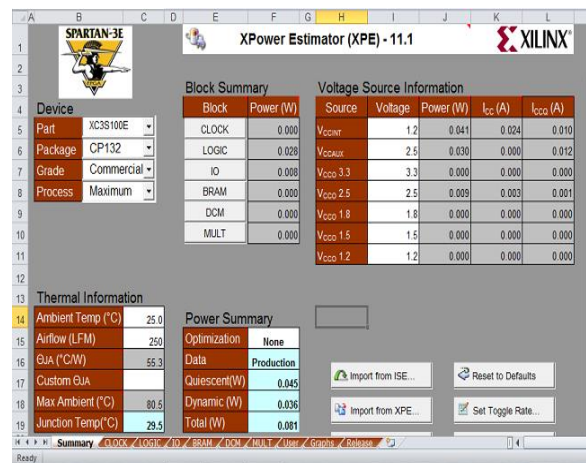 A B C D E F G H I J K L
SPARTAN-3E
XPower Estimator (XPE) - 11.1
XILINX
Block Summary Voltage Source Information
Device Block Power (W) Source Voltage Power (W) ICC (A) ICCQ (A)
Part XC3S100E CLOCK 0.000 VCCINT 1.2 0.041 0.024 0.010
Package CP132 LOGIC 0.028 VCCAUX 2.5 0.030 0.000 0.012
Grade Commercial IO 0.008 VCCO 3.3 3.3 0.000 0.000 0.000
Process Maximum BRAM 0.000 VCCO 2.5 2.5 0.009 0.003 0.001
DCM 0.000 VCCO 1.8 1.8 0.000 0.000 0.000
MULT 0.000 VCCO 1.5 1.5 0.000 0.000 0.000
VCCO 1.2 1.2 0.000 0.000 0.000
Thermal Information
Ambient Temp (°C) 25.0 Power Summary
Airflow (LFM) 250 Optimization None
ΘJA (°C/W) 55.3 Data Production
Custom ΘJA Quiescent(W) 0.045 Import from ISE... Reset to Defaults
Max Ambient (°C) 80.5 Dynamic (W) 0.036 Import from XPE... Set Toggle Rate...
Junction Temp(°C) 29.5 Total (W) 0.081
Summary CLOCK LOGIC IO BRAM DCM MULT User Graphs Release
Ready